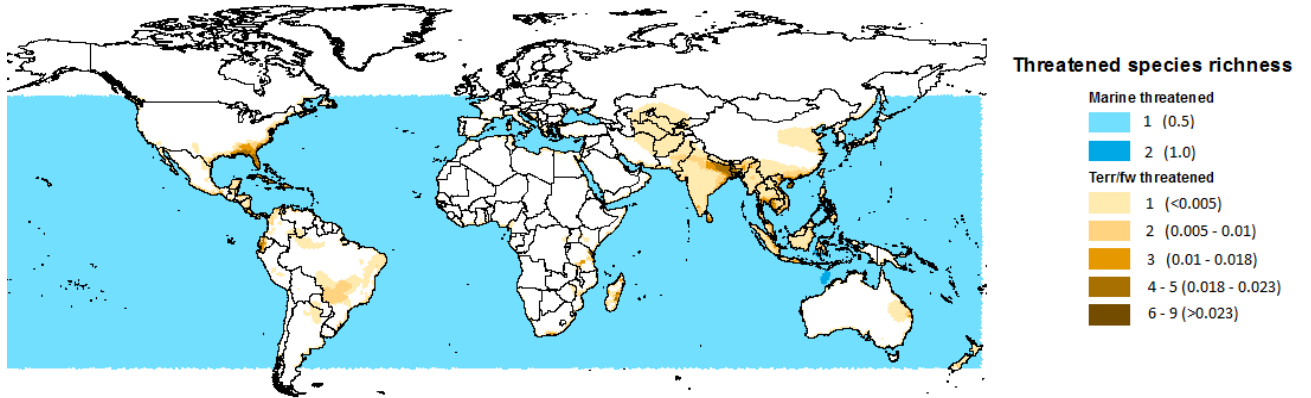 Threatened species richness
Marine threatened
1 (0.5)
2 (1.0)
Terr/fw threatened
1 (<0.005)
2 (0.005 - 0.01)
3 (0.01 - 0.018)
4 - 5 (0.018 - 0.023)
6 - 9 (>0.023)